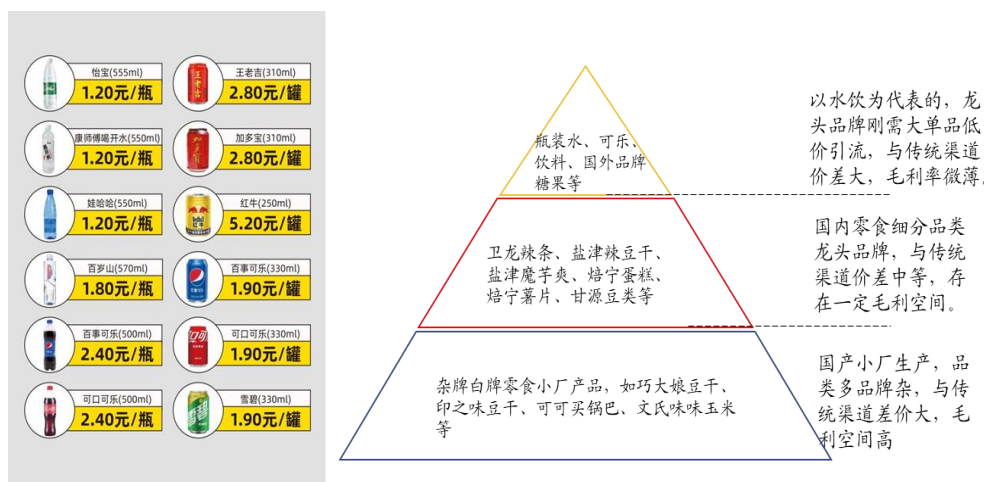 怡宝(555ml)
1.20元/瓶
王老吉(310ml)
2.80元/罐
康师傅喝开水(550ml)
1.20元/瓶
加多宝(310ml)
2.80元/罐
娃哈哈(550ml)
1.20元/瓶
红牛(250ml)
5.20元/罐
百岁山(570ml)
1.80元/瓶
百事可乐(330ml)
1.90元/罐
百事可乐(500ml)
2.40元/瓶
可口可乐(330ml)
1.90元/罐
可口可乐(500ml)
2.40元/瓶
雪碧(330ml)
1.90元/罐
瓶装水、可乐、
饮料、国外品牌
糖果等
以水饮为代表的，龙
头品牌刚需大单品低
价引流，与传统渠道
价差大，毛利率微薄。
卫龙辣条、盐津辣豆干、
盐津魔芋爽、焙宁蛋糕、
焙宁薯片、甘源豆类等
国内零食细分品类
龙头品牌，与传统
渠道价差中等，存
在一定毛利空间。
杂牌白牌零食小厂产品，如巧大娘豆干、
印之味豆干、可可买锅巴、文氏味味玉米
等
国产小厂生产，品
类多品牌杂，与传
统渠道差价大，毛
利空间高